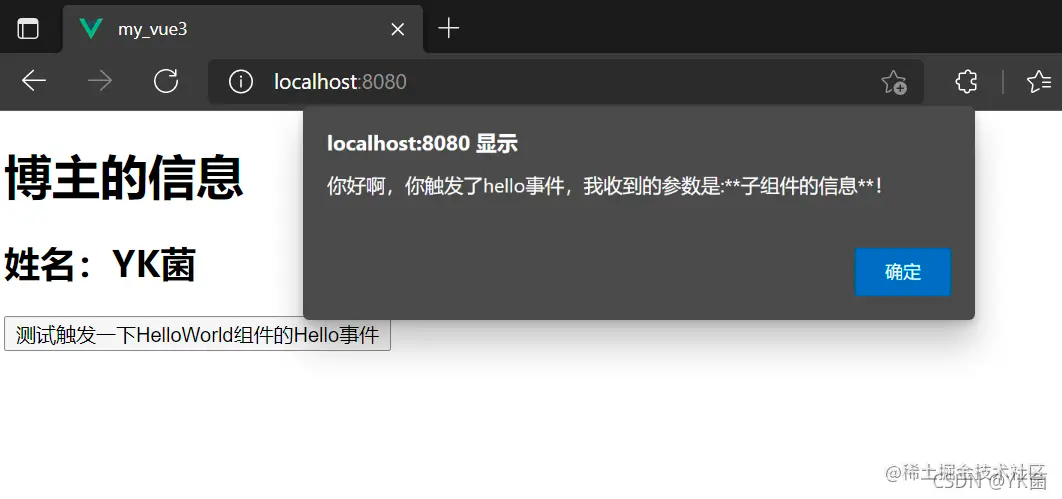 my_vue3
localhost:8080
localhost:8080 显示
你好啊，你触发了hello事件，我收到的参数是:**子组件的信息**！
确定
博主的信息
姓名：YK菌
测试触发一下HelloWorld组件的Hello事件
@稀土掘金技术社区
CSDN @YK菌